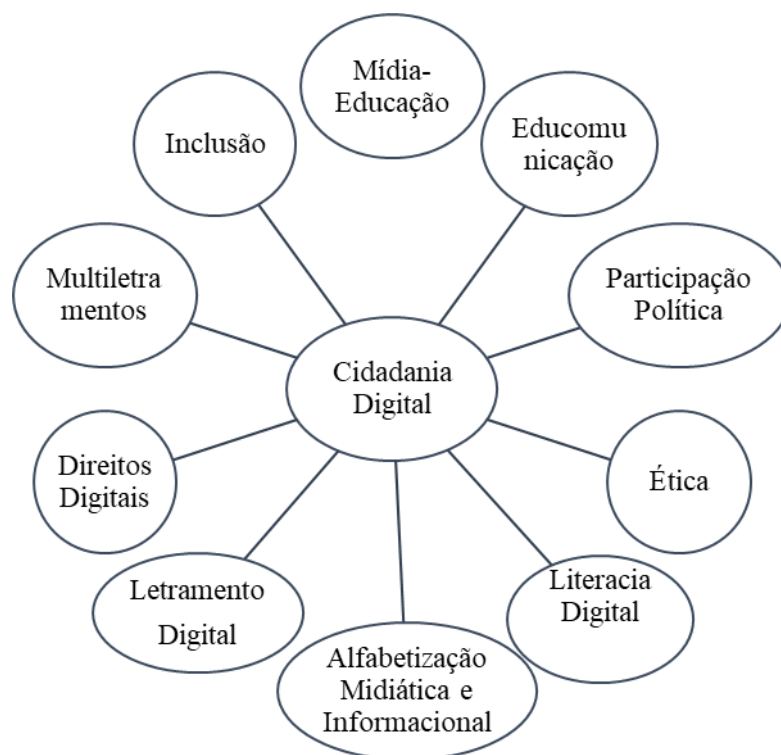 Mídia-
Educação
Educomu
nicação
Inclusão
Participação
Política
Multiletra
mentos
Cidadania
Digital
Direitos
Digitais
Ética
Letramento
Digital
Literacia
Digital
Alfabetização
Midiática e
Informacional